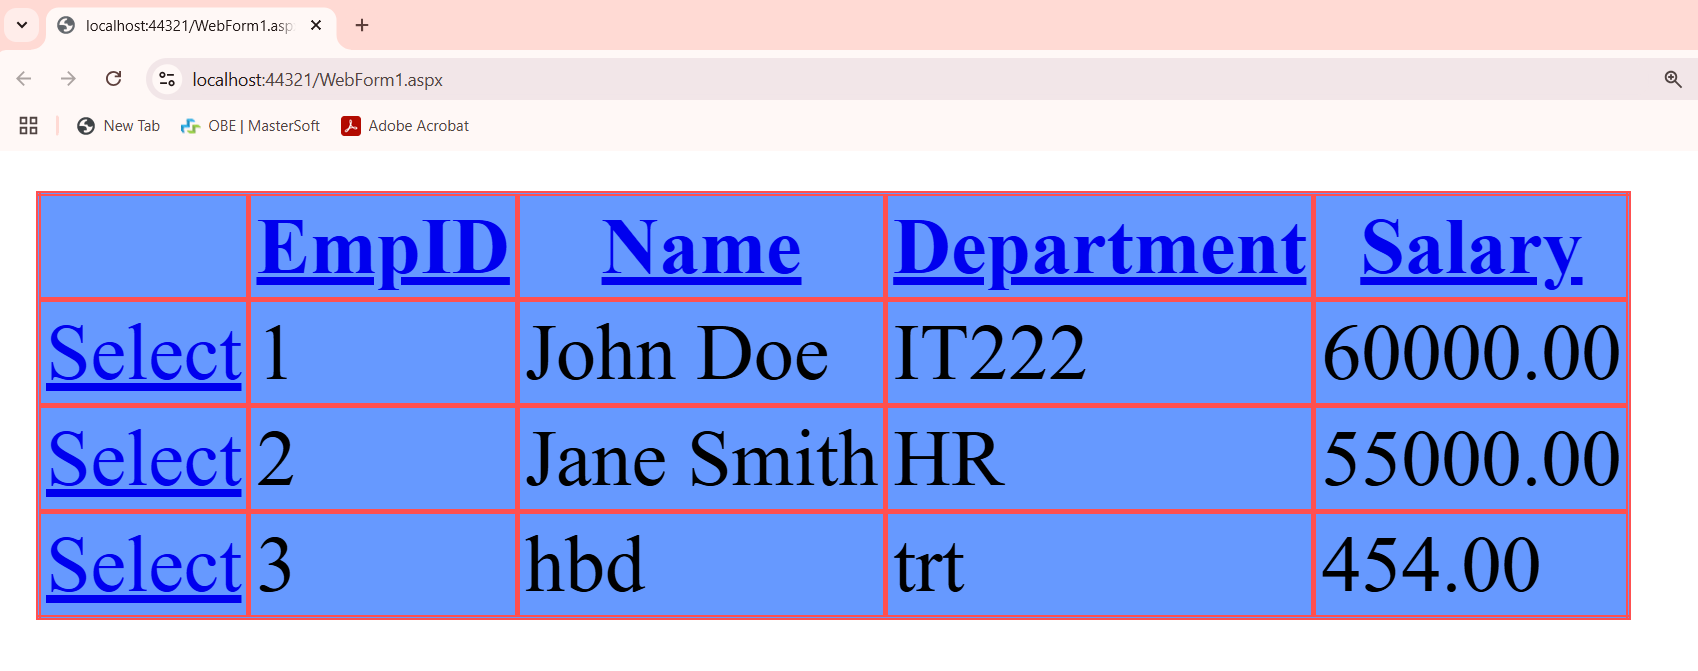 localhost:44321/WebForm1.asp
localhost:44321/WebForm1.aspx
New Tab OBE | MasterSoft Adobe Acrobat
EmpID Name Department Salary
Select 1 John Doe IT222 60000.00
Select 2 Jane Smith HR 55000.00
Select 3 hbd trt 454.00